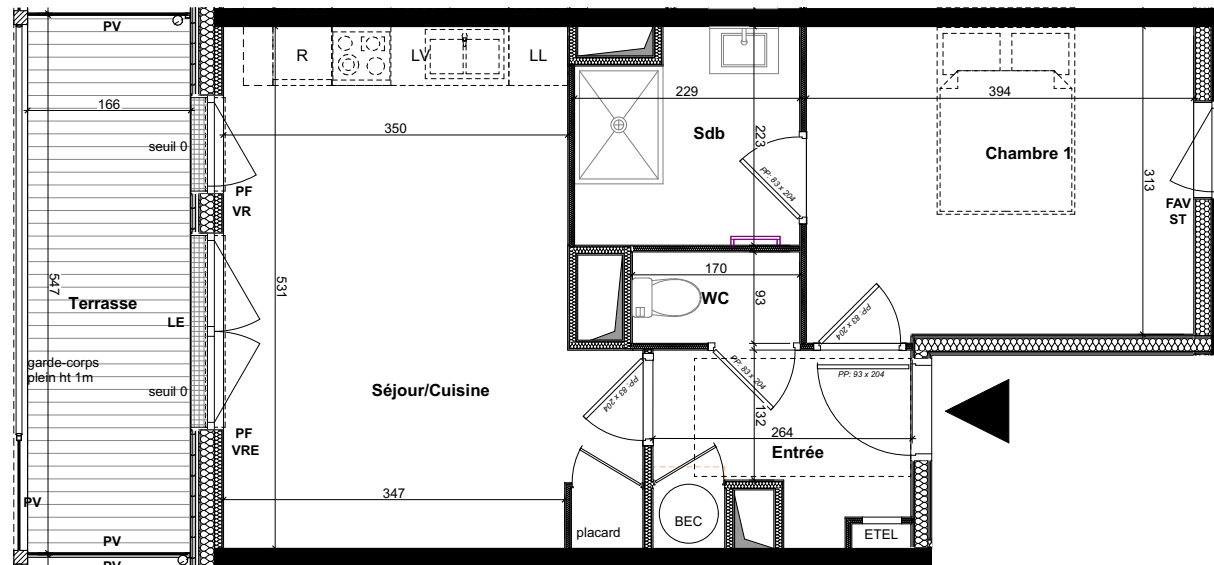 PV
R
LV
LL
166
350
229
394
seuil 0
Sdb
223
Chambre 1
313
PP: 83 x 204
PF
VR
FAV
ST
547
Terrasse
531
170
WC
93
LE
PP: 83 x 204
garde-corps
plein ht 1m
seuil 0
Séjour/Cuisine
PP: 83 x 204
PP: 83 x 204
PP: 93 x 204
132
264
Entrée
PF
VRE
347
PV
placard
BEC
ETEL
PV
PV